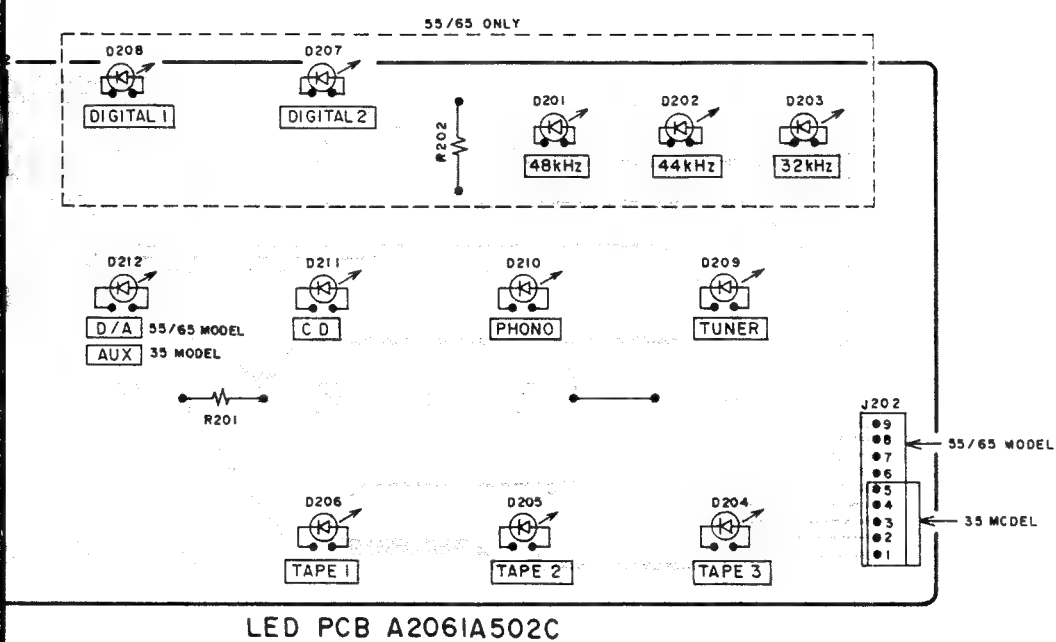 55/65 ONLY
2
D208
D207
DIGITAL 1
DIGITAL 2
R202
D201
D202
D203
48kHz
44kHz
32kHz
D212
D211
D210
D209
D/A 55/65 MODEL
CD
PHONO
TUNER
AUX 35 MODEL
R201
J202
9
8
7
6
5
4
3
2
1
55/65 MODEL
35 MODEL
D206
D205
D204
TAPE 1
TAPE 2
TAPE 3
LED PCB A2061A502C